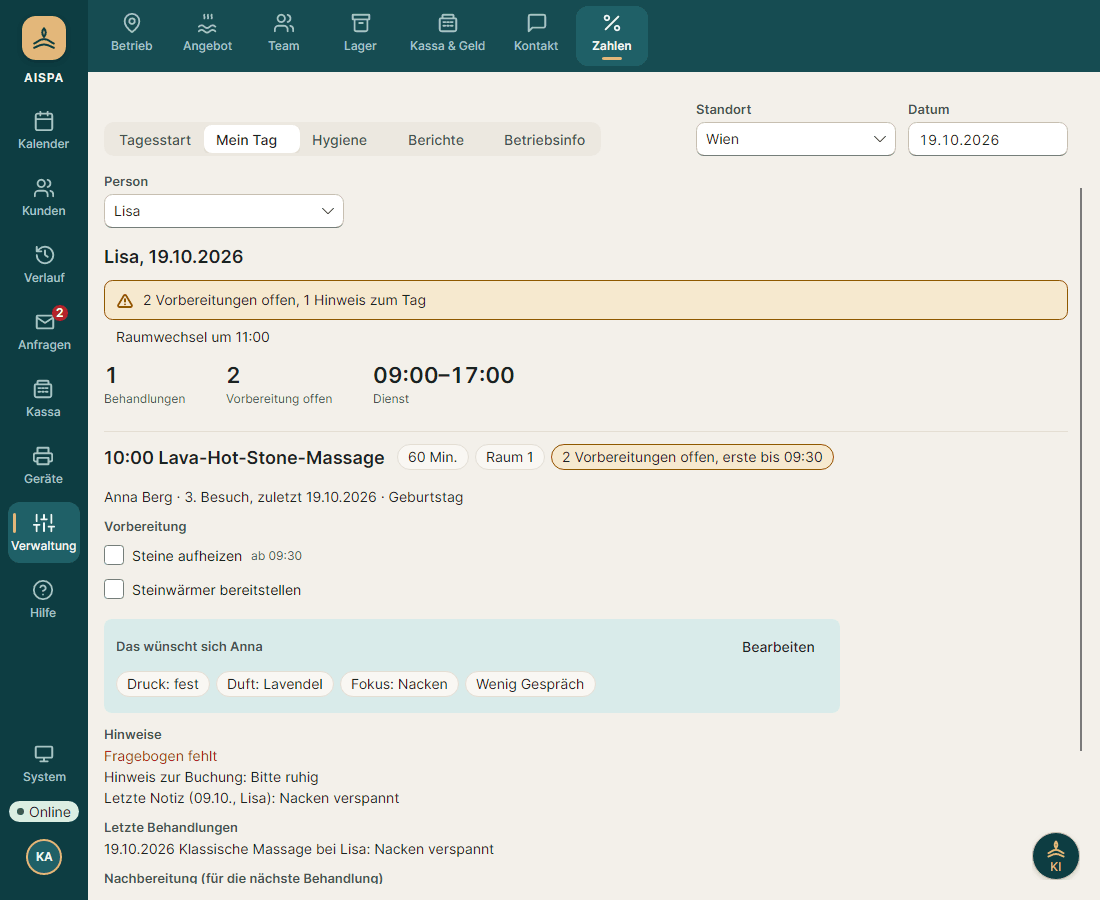 AISPA
Kalender
Kunden
Verlauf
2
Anfragen
Kassa
Geräte
Verwaltung
Hilfe
System
Online
KA
Betrieb
Angebot
Team
Lager
Kassa & Geld
Kontakt
Zahlen
Tagesstart
Mein Tag
Hygiene
Berichte
Betriebsinfo
Standort
Wien
Datum
19.10.2026
Person
Lisa
Lisa, 19.10.2026
2 Vorbereitungen offen, 1 Hinweis zum Tag
Raumwechsel um 11:00
1 2 09:00–17:00
Behandlungen Vorbereitung offen Dienst
10:00 Lava-Hot-Stone-Massage 60 Min. Raum 1 2 Vorbereitungen offen, erste bis 09:30
Anna Berg · 3. Besuch, zuletzt 19.10.2026 · Geburtstag
Vorbereitung
Steine aufheizen ab 09:30
Steinwärmer bereitstellen
Das wünscht sich Anna Bearbeiten
Druck: fest Duft: Lavendel Fokus: Nacken Wenig Gespräch
Hinweise
Fragebogen fehlt
Hinweis zur Buchung: Bitte ruhig
Letzte Notiz (09.10., Lisa): Nacken verspannt
Letzte Behandlungen
19.10.2026 Klassische Massage bei Lisa: Nacken verspannt
Nachbereitung (für die nächste Behandlung)
KI